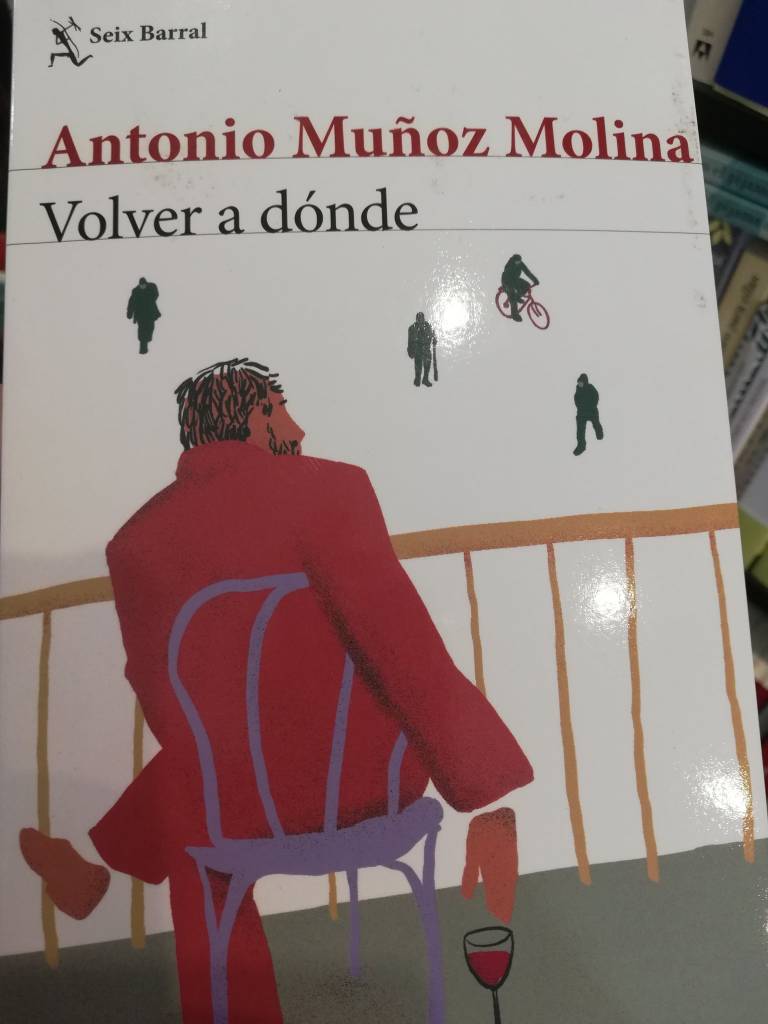 Seix Barral
Antonio Muñoz Molina
Volver a dónde